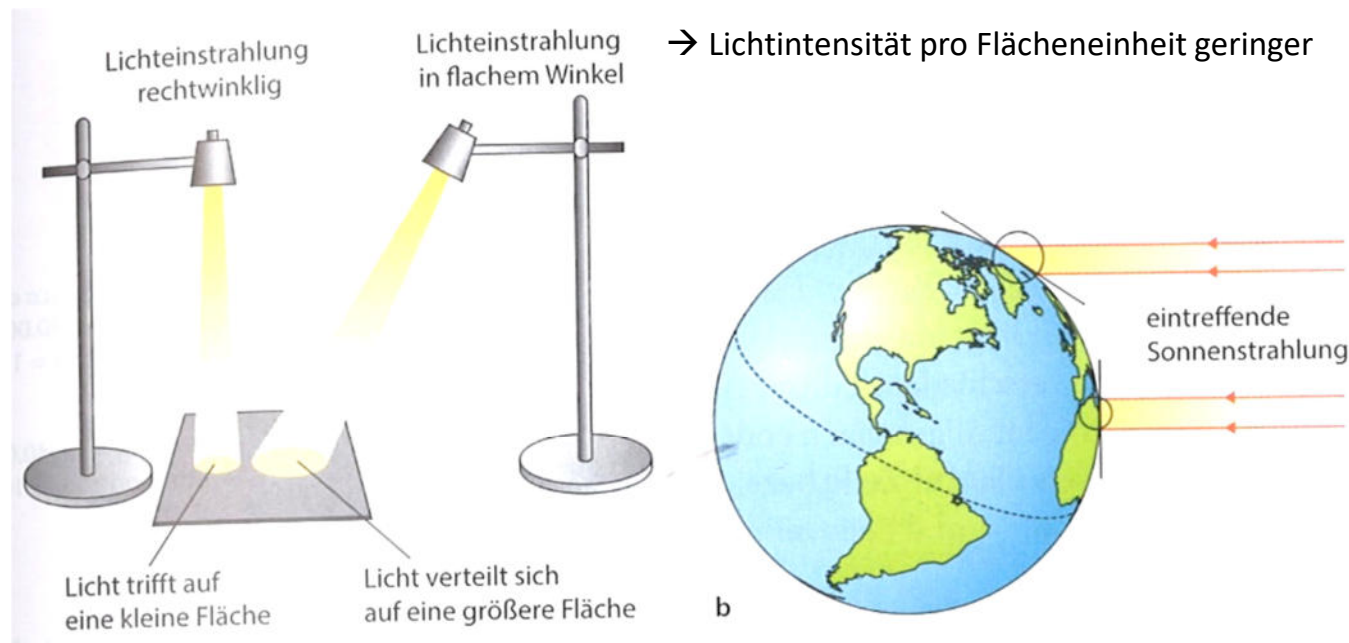 Lichteinstrahlung
rechtwinklig
Lichteinstrahlung
in flachem Winkel
→ Lichtintensität pro Flächeneinheit geringer
Licht trifft auf
eine kleine Fläche
Licht verteilt sich
auf eine größere Fläche
eintreffende
Sonnenstrahlung
b